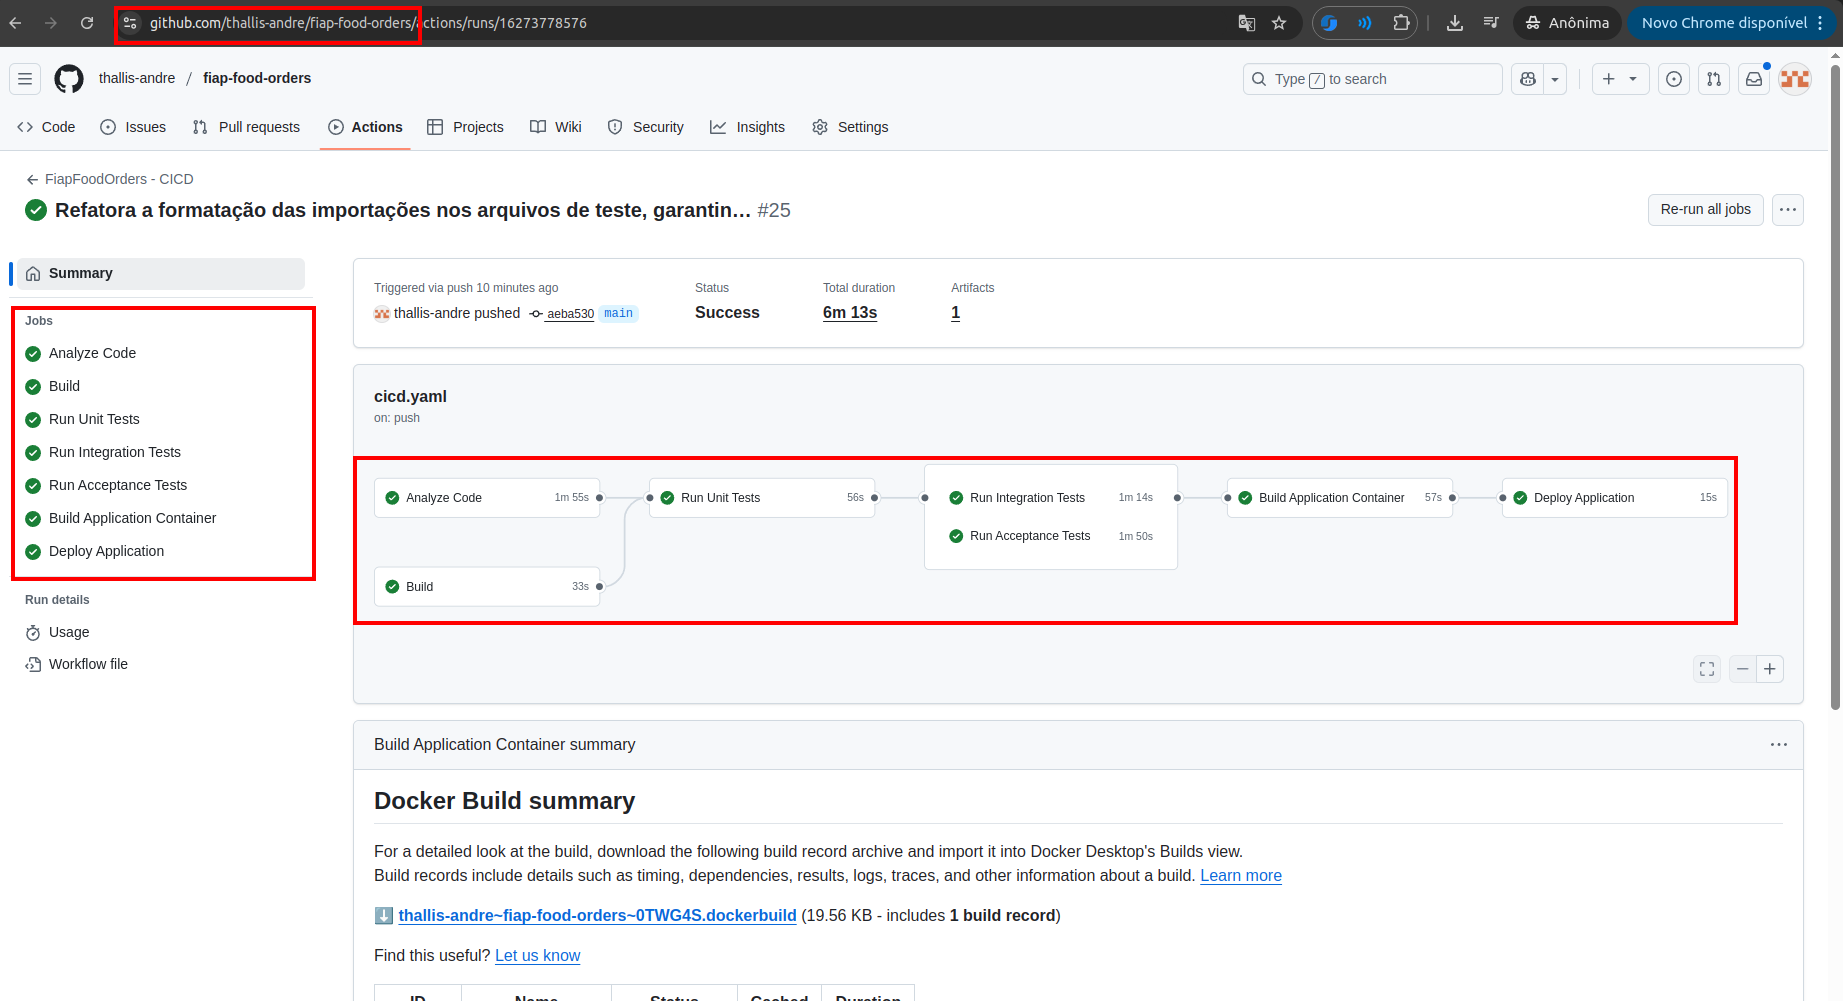 github.com/thallis-andre/fiap-food-orders/actions/runs/16273778576
Anônima
Novo Chrome disponível
thallis-andre / fiap-food-orders
Type / to search
Code
Issues
Pull requests
Actions
Projects
Wiki
Security
Insights
Settings
FiapFoodOrders - CICD
Refatora a formatação das importações nos arquivos de teste, garantin… #25
Re-run all jobs
Summary
Jobs
Analyze Code
Build
Run Unit Tests
Run Integration Tests
Run Acceptance Tests
Build Application Container
Deploy Application
Run details
Usage
Workflow file
Triggered via push 10 minutes ago
thallis-andre pushed aeba530 main
Status
Success
Total duration
6m 13s
Artifacts
1
cicd.yaml
on: push
Analyze Code 1m 55s
Run Unit Tests 56s
Run Integration Tests 1m 14s
Build Application Container 57s
Deploy Application 15s
Run Acceptance Tests 1m 50s
Build 33s
Build Application Container summary
Docker Build summary
For a detailed look at the build, download the following build record archive and import it into Docker Desktop's Builds view.
Build records include details such as timing, dependencies, results, logs, traces, and other information about a build. Learn more
thallis-andre~fiap-food-orders~0TWG4S.dockerbuild (19.56 KB - includes 1 build record)
Find this useful? Let us know
ID Name Status Cached Duration